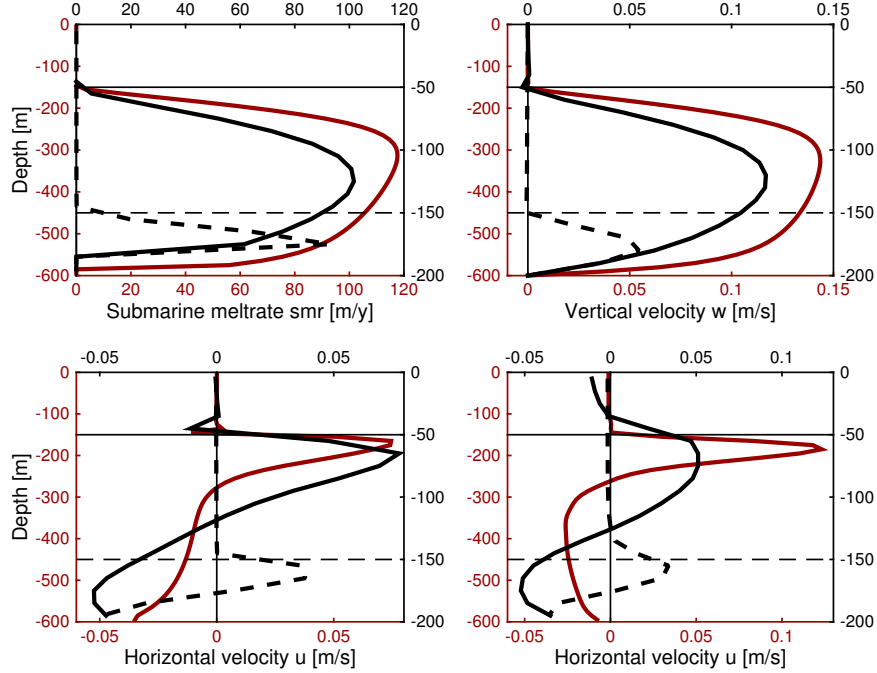 0 20 40 60 80 100 120 0 0.05 0.1 0.15
0 0 0 0
-100 -100
-50 -50
-200 -200
-300 -100 -300 -100
-400 -400
-150 -150
-500 -500
-600 -200 -600 -200
0 20 40 60 80 100 120 0 0.05 0.1 0.15
Depth [m]
Submarine meltrate smr [m/y] Vertical velocity w [m/s]
-0.05 0 0.05 -0.05 0 0.05 0.1
0 0 0 0
-100 -100
-50 -50
-200 -200
-300 -100 -300 -100
-400 -400
-150 -150
-500 -500
-600 -200 -600 -200
-0.05 0 0.05 -0.05 0 0.05 0.1
Depth [m]
Horizontal velocity u [m/s] Horizontal velocity u [m/s]